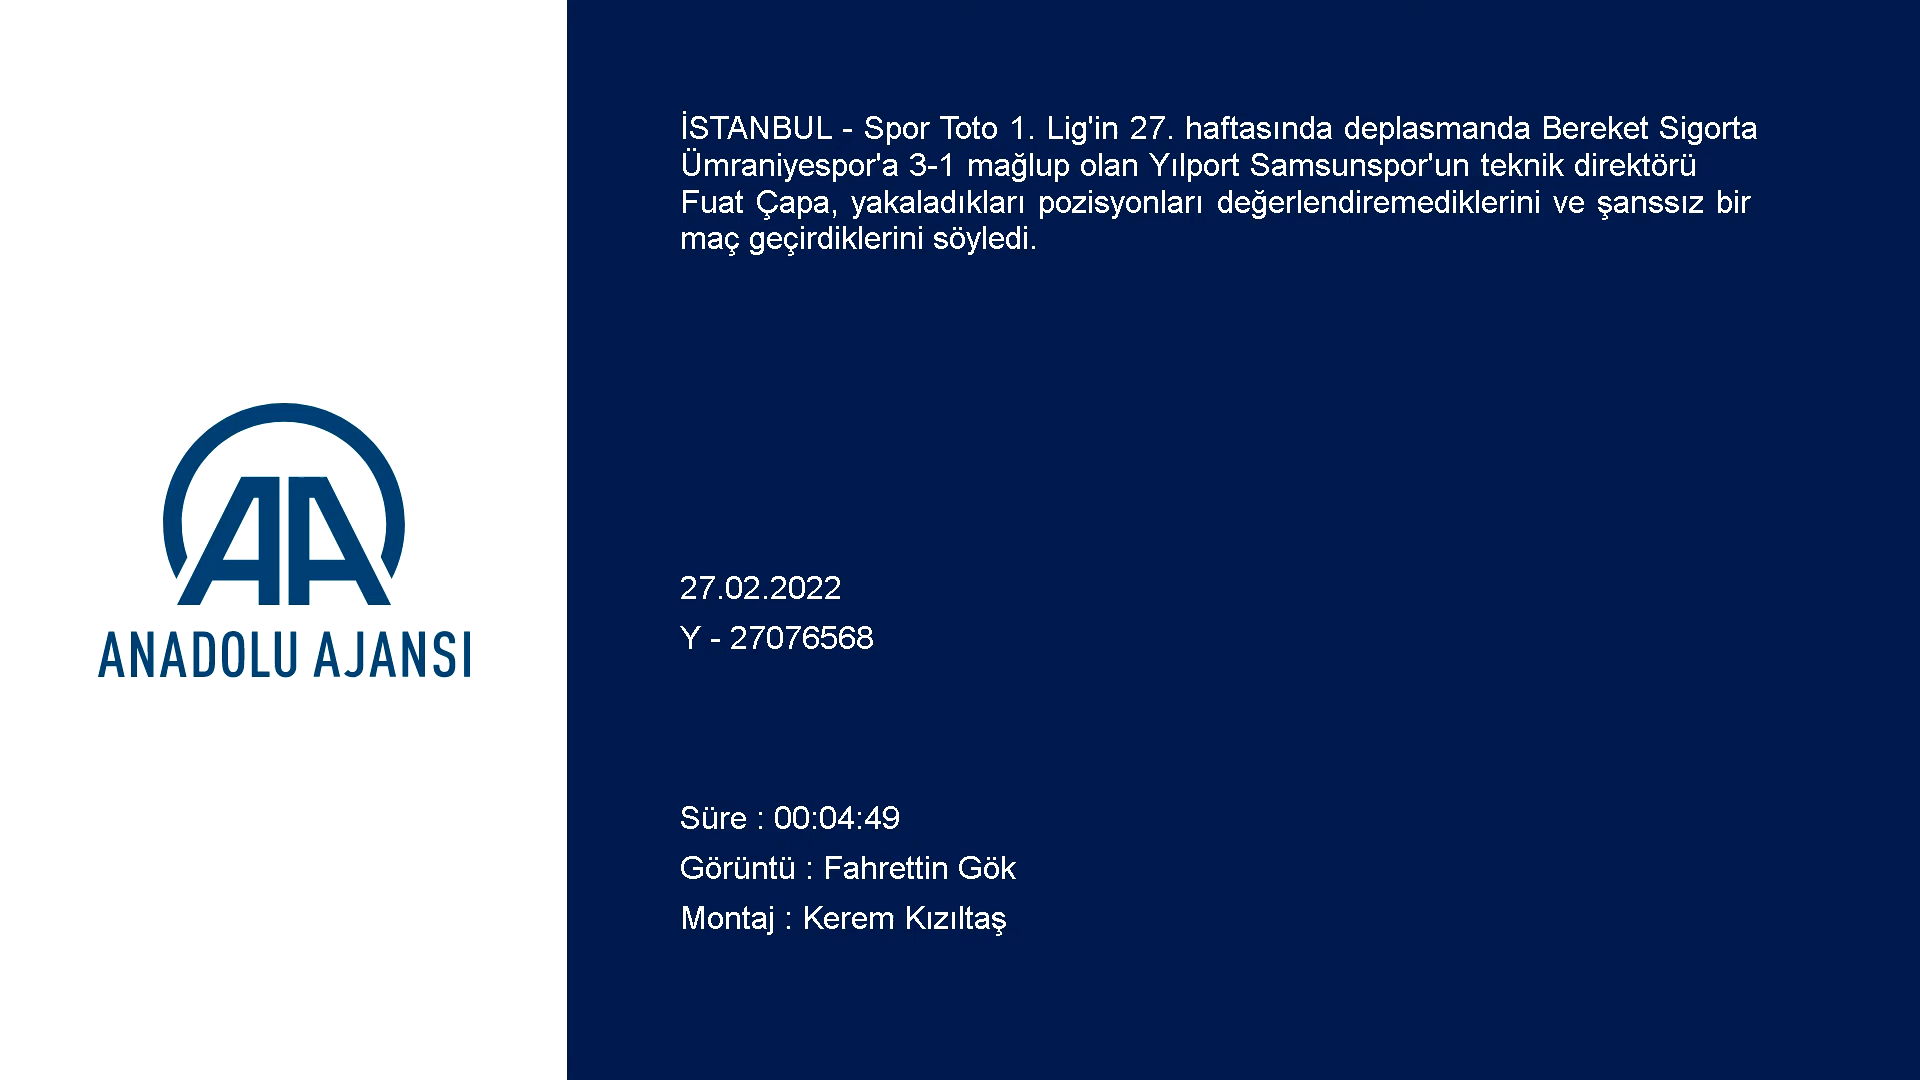 ANADOLU AJANSI
İSTANBUL - Spor Toto 1. Lig'in 27. haftasında deplasmanda Bereket Sigorta
Ümraniyespor'a 3-1 mağlup olan Yılport Samsunspor'un teknik direktörü
Fuat Çapa, yakaladıkları pozisyonları değerlendiremediklerini ve şanssız bir
maç geçirdiklerini söyledi.
27.02.2022
Y - 27076568
Süre : 00:04:49
Görüntü : Fahrettin Gök
Montaj : Kerem Kızıltaş